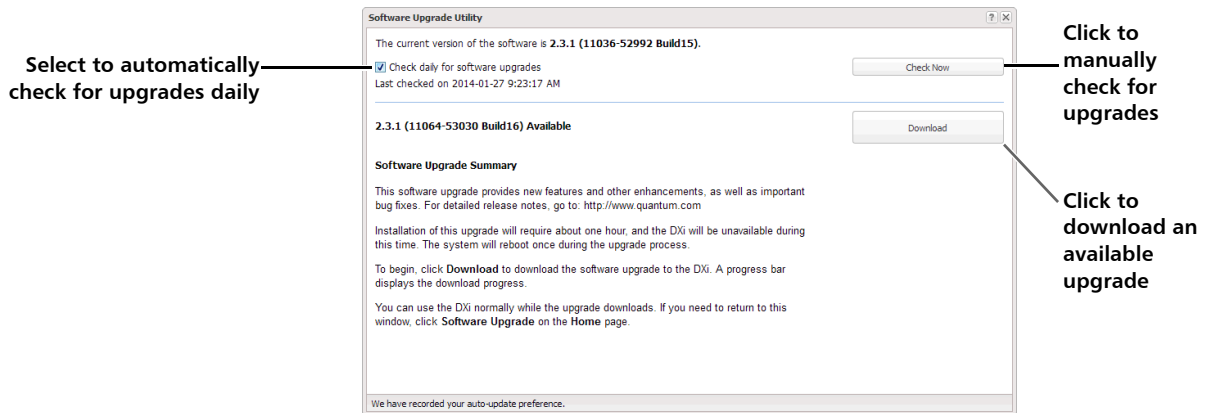 Software Upgrade Utility
? X
The current version of the software is 2.3.1 (11036-52992 Build15).
Select to automatically
check for upgrades daily
Check daily for software upgrades
Last checked on 2014-01-27 9:23:17 AM
Check Now
Click to
manually
check for
upgrades
2.3.1 (11064-53030 Build16) Available
Download
Software Upgrade Summary
This software upgrade provides new features and other enhancements, as well as important
bug fixes. For detailed release notes, go to: http://www.quantum.com
Installation of this upgrade will require about one hour, and the DXi will be unavailable during
this time. The system will reboot once during the upgrade process.
To begin, click Download to download the software upgrade to the DXi. A progress bar
displays the download progress.
You can use the DXi normally while the upgrade downloads. If you need to return to this
window, click Software Upgrade on the Home page.
Click to
download an
available
upgrade
We have recorded your auto-update preference.